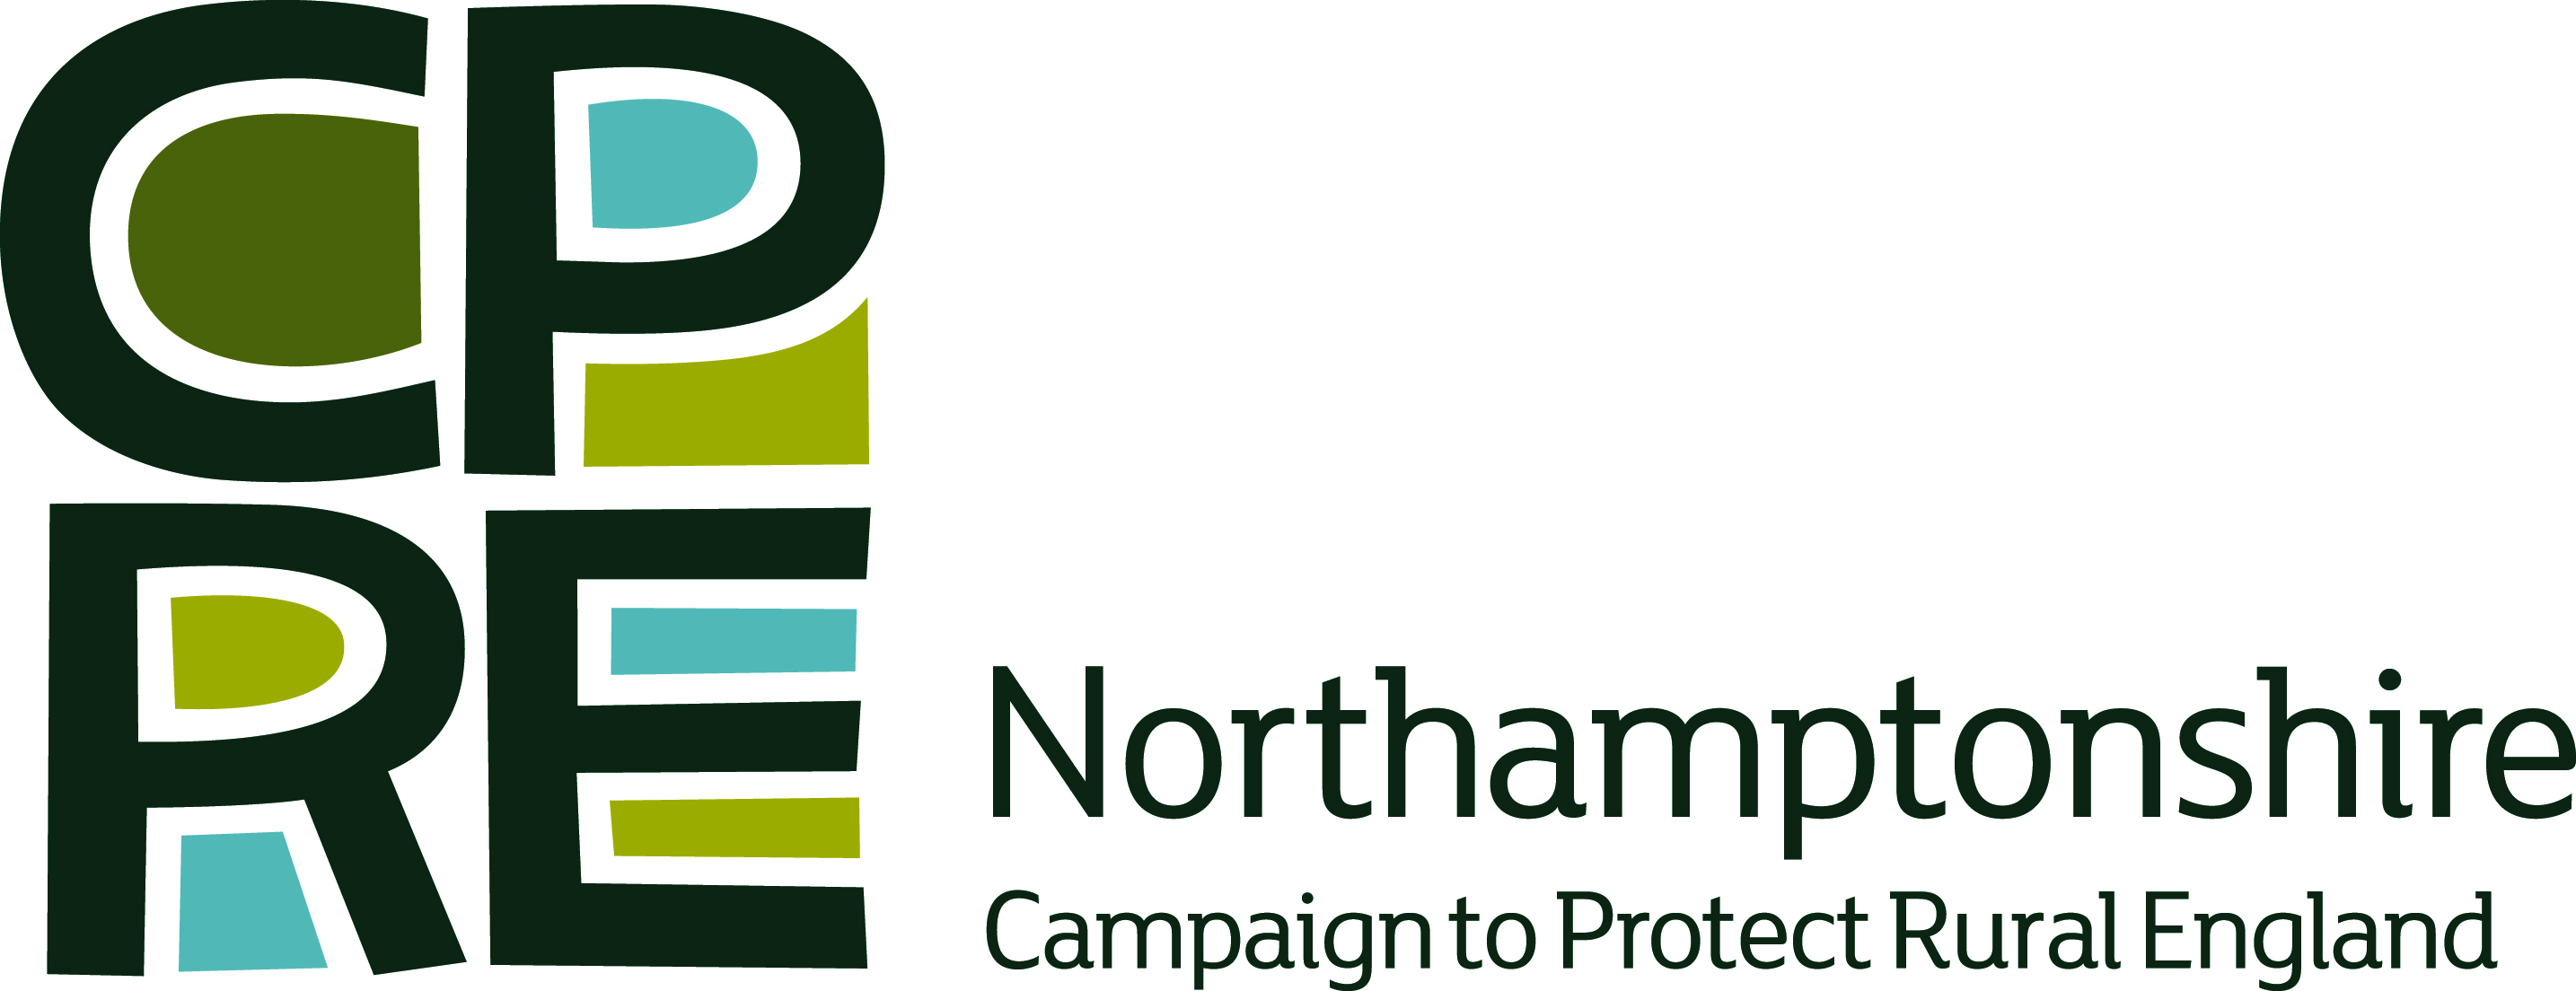 CP
RE
Northamptonshire
Campaign to Protect Rural England